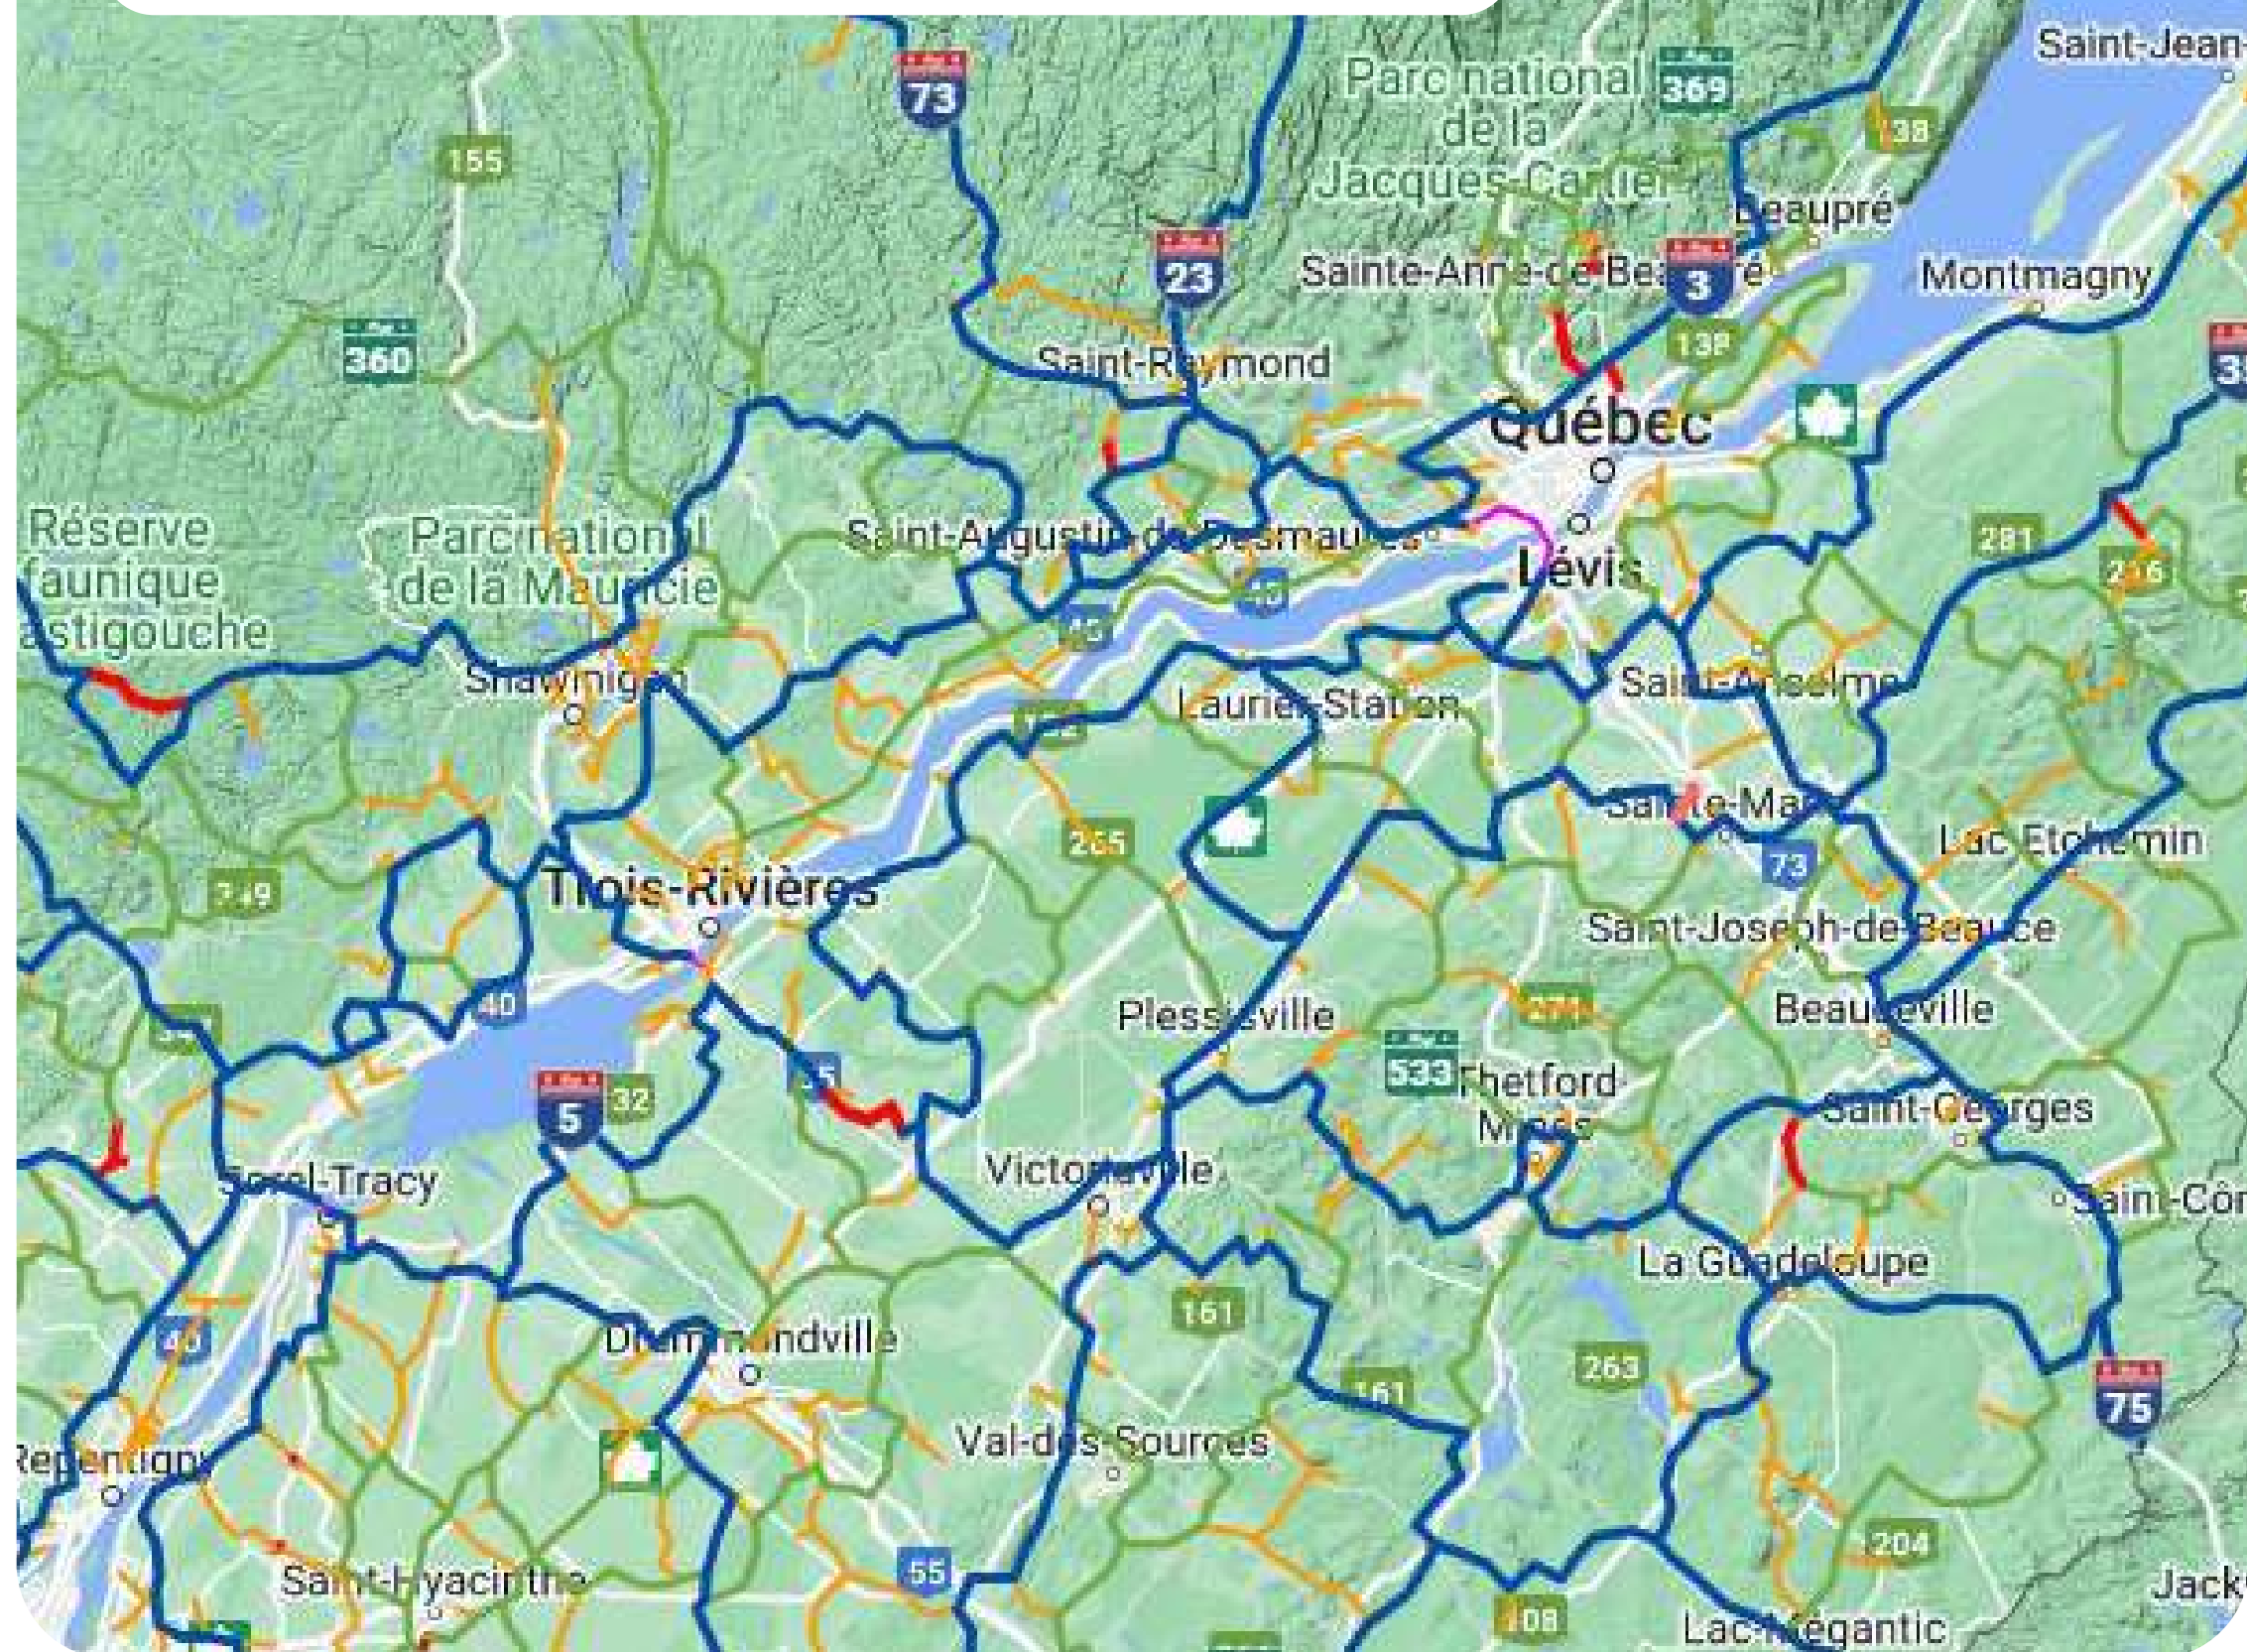 Saint-Jean-
73
Parc national
de la
Jacques-Cartier
369
155
Beaupré
23
Sainte-Anne-de-Beaupré
3
Montmagny
360
Saint-Raymond
Québec
Réserve
faunique
astigouche
Parc national
de la Mauricie
Saint-Augustin-de-Desmaures
281
Lévis
40
Shawinigan
Laurier-Station
Saint-Anselme
265
Sainte-Marie
Lac-Etchemin
73
Trois-Rivières
Saint-Joseph-de-Beauce
40
Plessisville
Beauceville
5
32
533
Thetford-
Mines
Saint-Georges
Sorel-Tracy
Victoriaville
La Guadeloupe
161
Drummondville
263
161
75
Repentigny
Val-des-Sources
204
55
Saint-Hyacinthe
Lac-Mégantic